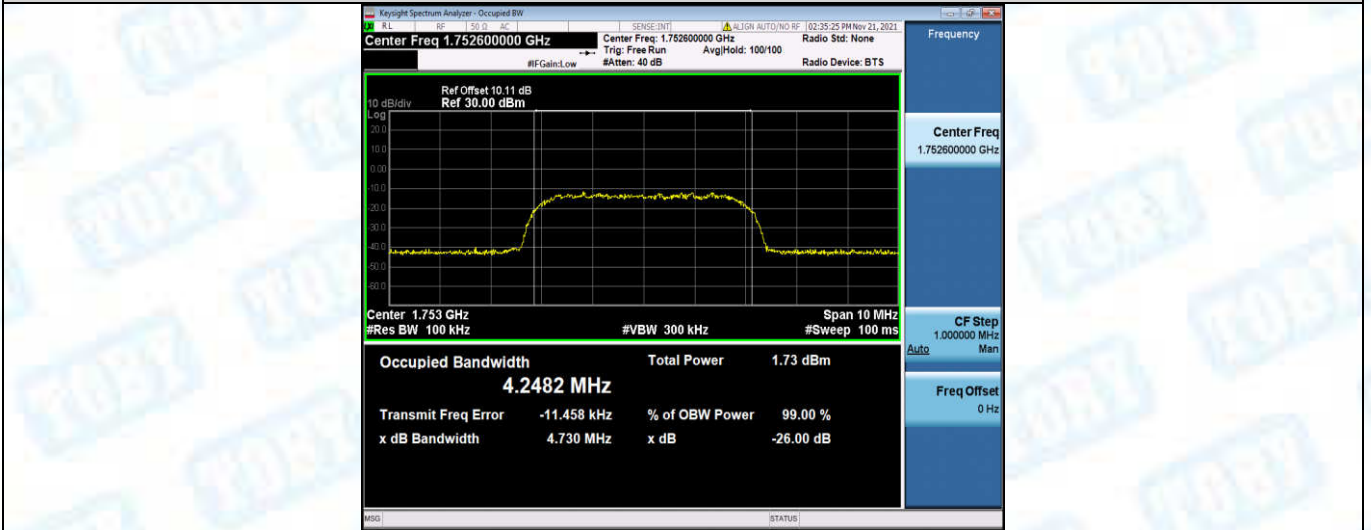 Keysight Spectrum Analyzer - Occupied BW
RL RF 50 Ω AC SENSE:INT ALIGN AUTO/NO RF 02:35:25 PM Nov 21, 2021
Center Freq 1.752600000 GHz
Center Freq: 1.752600000 GHz Radio Std: None
Trig: Free Run Avg|Hold: 100/100
#IFGain:Low #Atten: 40 dB Radio Device: BTS
Frequency
Ref Offset 10.11 dB
10 dB/div Ref 30.00 dBm
Log
20.0
10.0
0.00
-10.0
-20.0
-30.0
-40.0
-50.0
-60.0
Center 1.753 GHz Span 10 MHz
#Res BW 100 kHz #VBW 300 kHz #Sweep 100 ms
Occupied Bandwidth Total Power 1.73 dBm
4.2482 MHz
Transmit Freq Error -11.458 kHz % of OBW Power 99.00 %
x dB Bandwidth 4.730 MHz x dB -26.00 dB
Center Freq
1.752600000 GHz
CF Step
1.000000 MHz
Auto Man
Freq Offset
0 Hz
MSG STATUS
TOBY